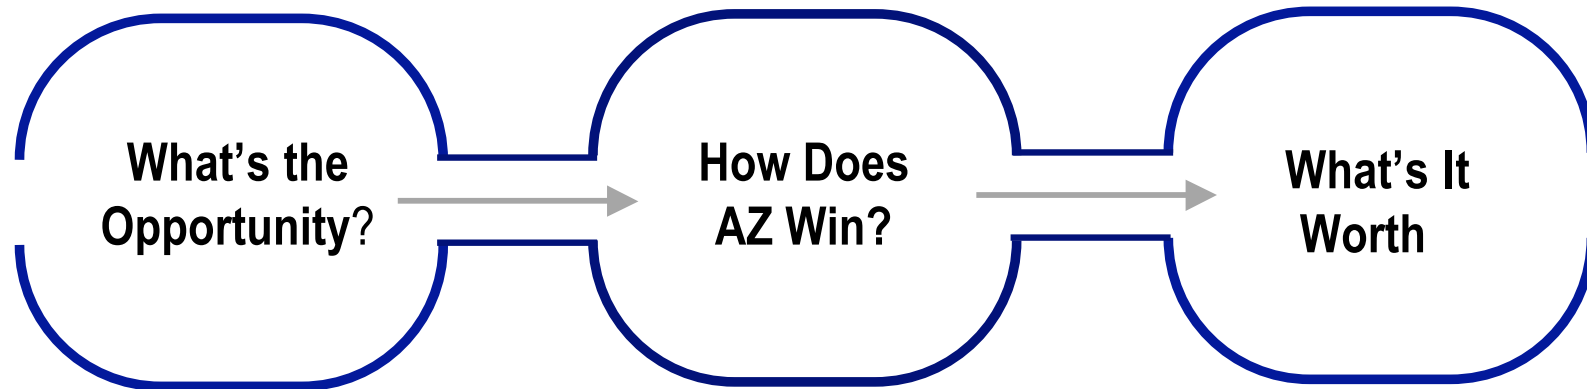 What’s the
Opportunity?
How Does
AZ Win?
What’s It
Worth